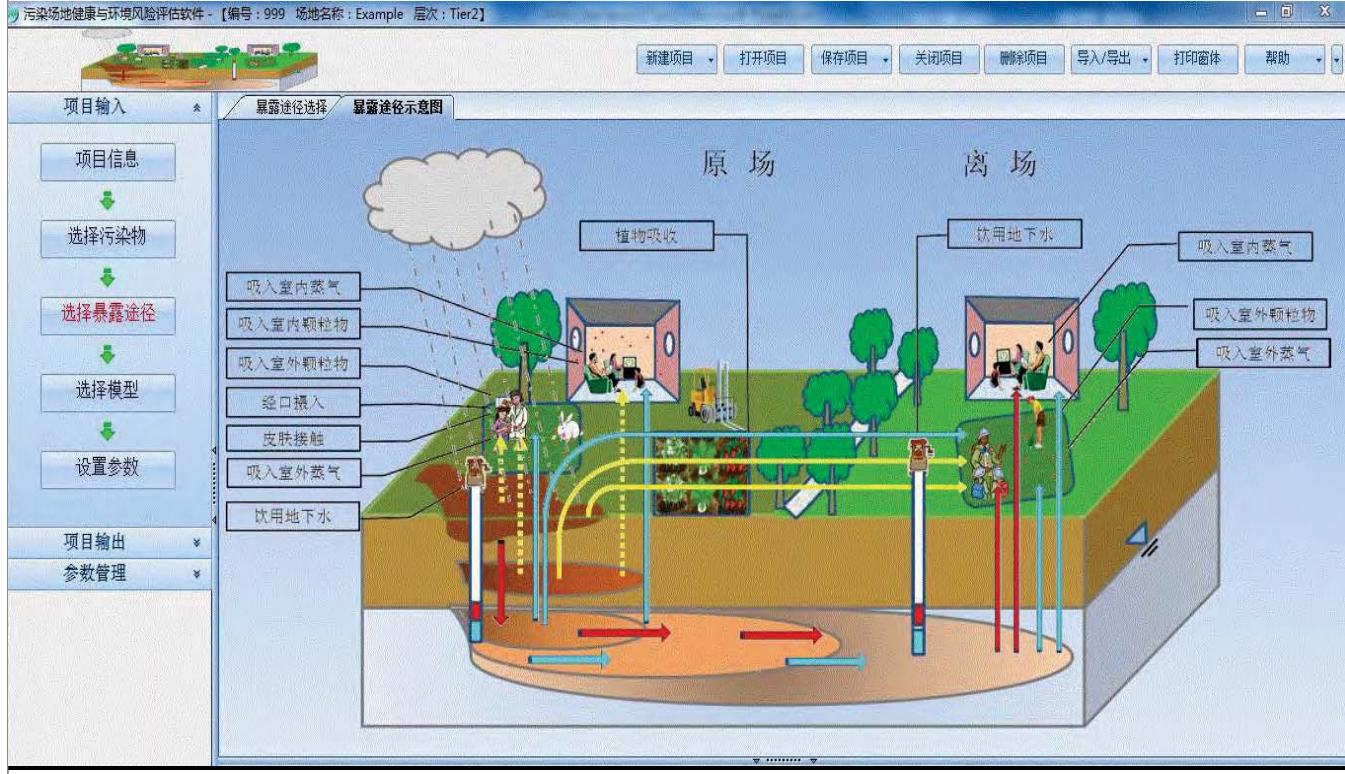 污染场地健康与环境风险评估软件 - 【编号:999 场地名称:Example 层次:Tier2】
新建项目 打开项目 保存项目 关闭项目 删除项目 导入/导出 打印窗体 帮助
项目输入
项目信息
选择污染物
选择暴露途径
选择模型
设置参数
项目输出
参数管理
暴露途径选择 暴露途径示意图
原 场 离 场
植物吸收
饮用地下水
吸入室内蒸气
吸入室内蒸气
吸入室内颗粒物
吸入室外颗粒物
经口摄入
皮肤接触
吸入室外蒸气
饮用地下水
吸入室外颗粒物
吸入室外蒸气